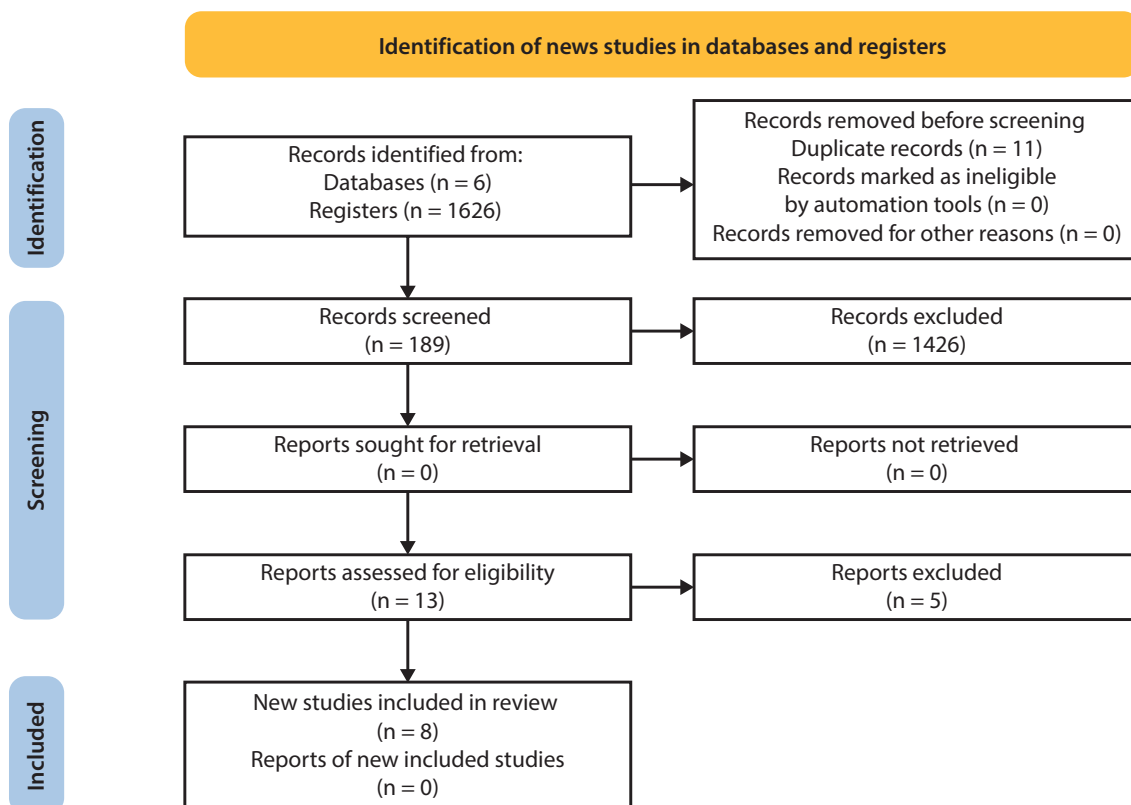 Identification of news studies in databases and registers
Identification
Records identified from:
Databases (n = 6)
Registers (n = 1626)
Records removed before screening
Duplicate records (n = 11)
Records marked as ineligible
by automation tools (n = 0)
Records removed for other reasons (n = 0)
Screening
Records screened
(n = 189)
Records excluded
(n = 1426)
Reports sought for retrieval
(n = 0)
Reports not retrieved
(n = 0)
Reports assessed for eligibility
(n = 13)
Reports excluded
(n = 5)
Included
New studies included in review
(n = 8)
Reports of new included studies
(n = 0)